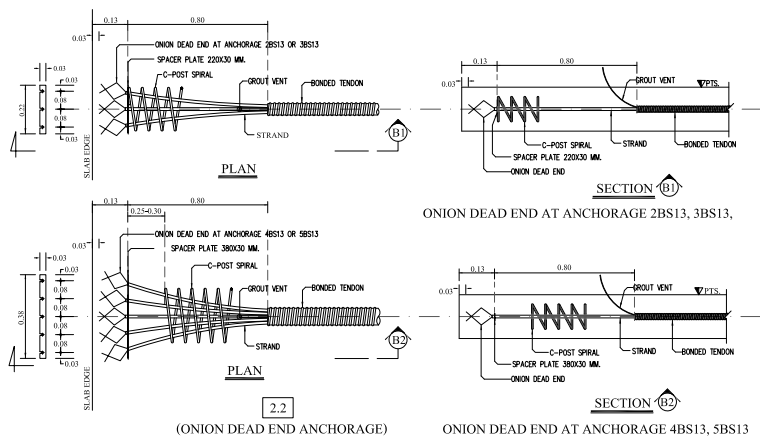 0.13 0.80
0.03
ONION DEAD END AT ANCHORAGE 2BS13 OR 3BS13
SPACER PLATE 220X30 MM.
C-POST SPIRAL
GROUT VENT
BONDED TENDON
STRAND
0.03
0.03
0.08
0.08
0.03
0.22
SLAB EDGE
PLAN
B1
0.13 0.80
0.03
GROUT VENT
PTS.
C-POST SPIRAL
STRAND
BONDED TENDON
SPACER PLATE 220X30 MM.
ONION DEAD END
SECTION B1
ONION DEAD END AT ANCHORAGE 2BS13, 3BS13,
0.13 0.80
0.25-0.30
0.03
ONION DEAD END AT ANCHORAGE 4BS13 OR 5BS13
SPACER PLATE 380X30 MM.
C-POST SPIRAL
GROUT VENT
BONDED TENDON
STRAND
0.03
0.03
0.08
0.08
0.08
0.08
0.03
0.38
SLAB EDGE
PLAN
B2
0.13 0.80
0.03
GROUT VENT
PTS.
C-POST SPIRAL
STRAND
BONDED TENDON
SPACER PLATE 380X30 MM.
ONION DEAD END
SECTION B2
2.2
(ONION DEAD END ANCHORAGE)
ONION DEAD END AT ANCHORAGE 4BS13, 5BS13